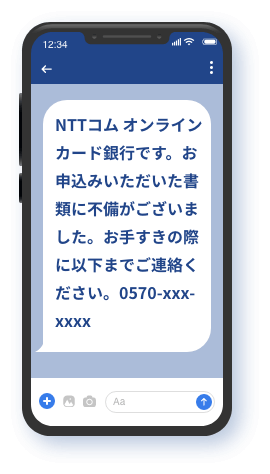 12:34
NTTコム オンライン
カード銀行です。お
申込みいただいた書
類に不備がございま
した。お手すきの際
に以下までご連絡く
ださい。0570-xxx-
xxxx
Aa